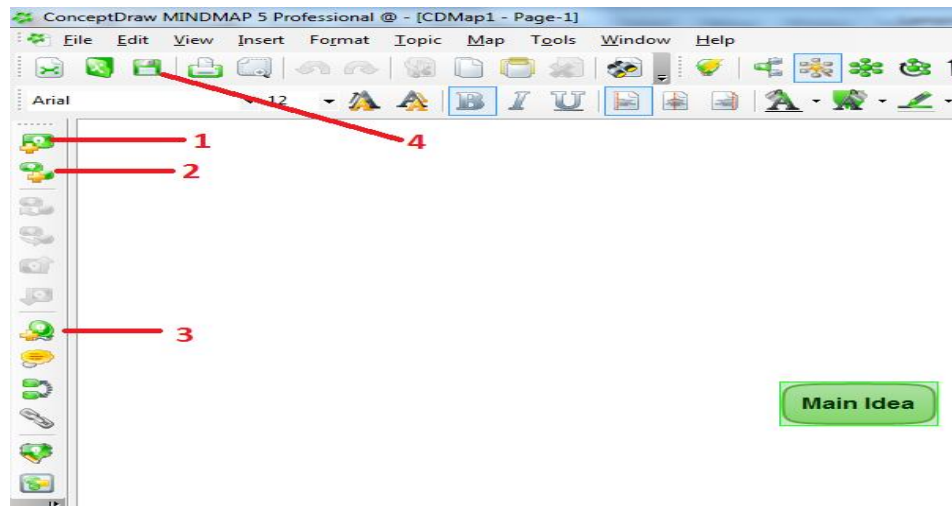 ConceptDraw MINDMAP 5 Professional @ - [CDMap1 - Page-1]
File Edit View Insert Format Topic Map Tools Window Help
Arial 12 B I U A
1
4
2
3
Main Idea